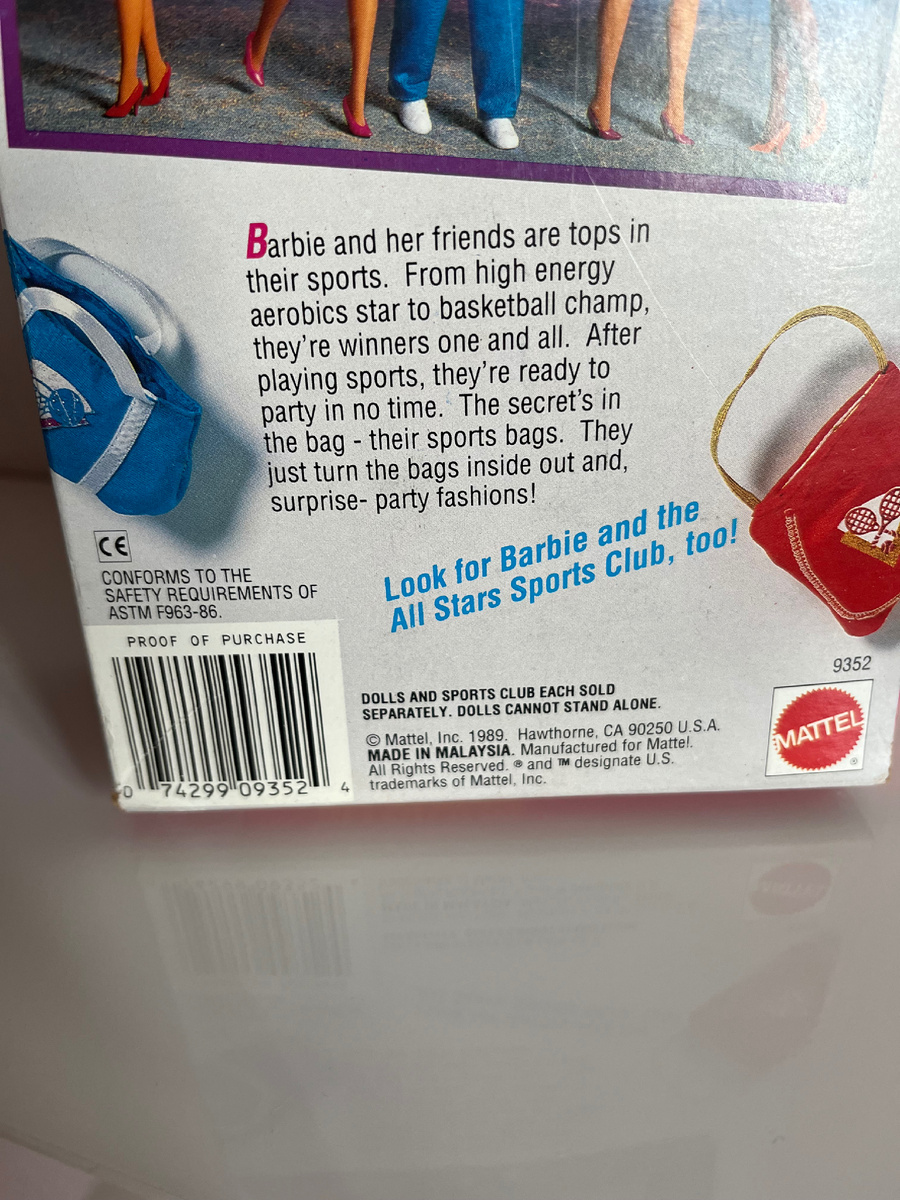 Barbie and her friends are tops in
their sports. From high energy
aerobics star to basketball champ,
they're winners one and all. After
playing sports, they're ready to
party in no time. The secret's in
the bag - their sports bags. They
just turn the bags inside out and,
surprise- party fashions!
Look for Barbie and the
All Stars Sports Club, too!
CE
CONFORMS TO THE
SAFETY REQUIREMENTS OF
ASTM F963-86.
PROOF OF PURCHASE
0 74299 09352 4
DOLLS AND SPORTS CLUB EACH SOLD
SEPARATELY. DOLLS CANNOT STAND ALONE.
© Mattel, Inc. 1989. Hawthorne, CA 90250 U.S.A.
MADE IN MALAYSIA. Manufactured for Mattel.
All Rights Reserved. ® and ™ designate U.S.
trademarks of Mattel, Inc.
9352
MATTEL
®